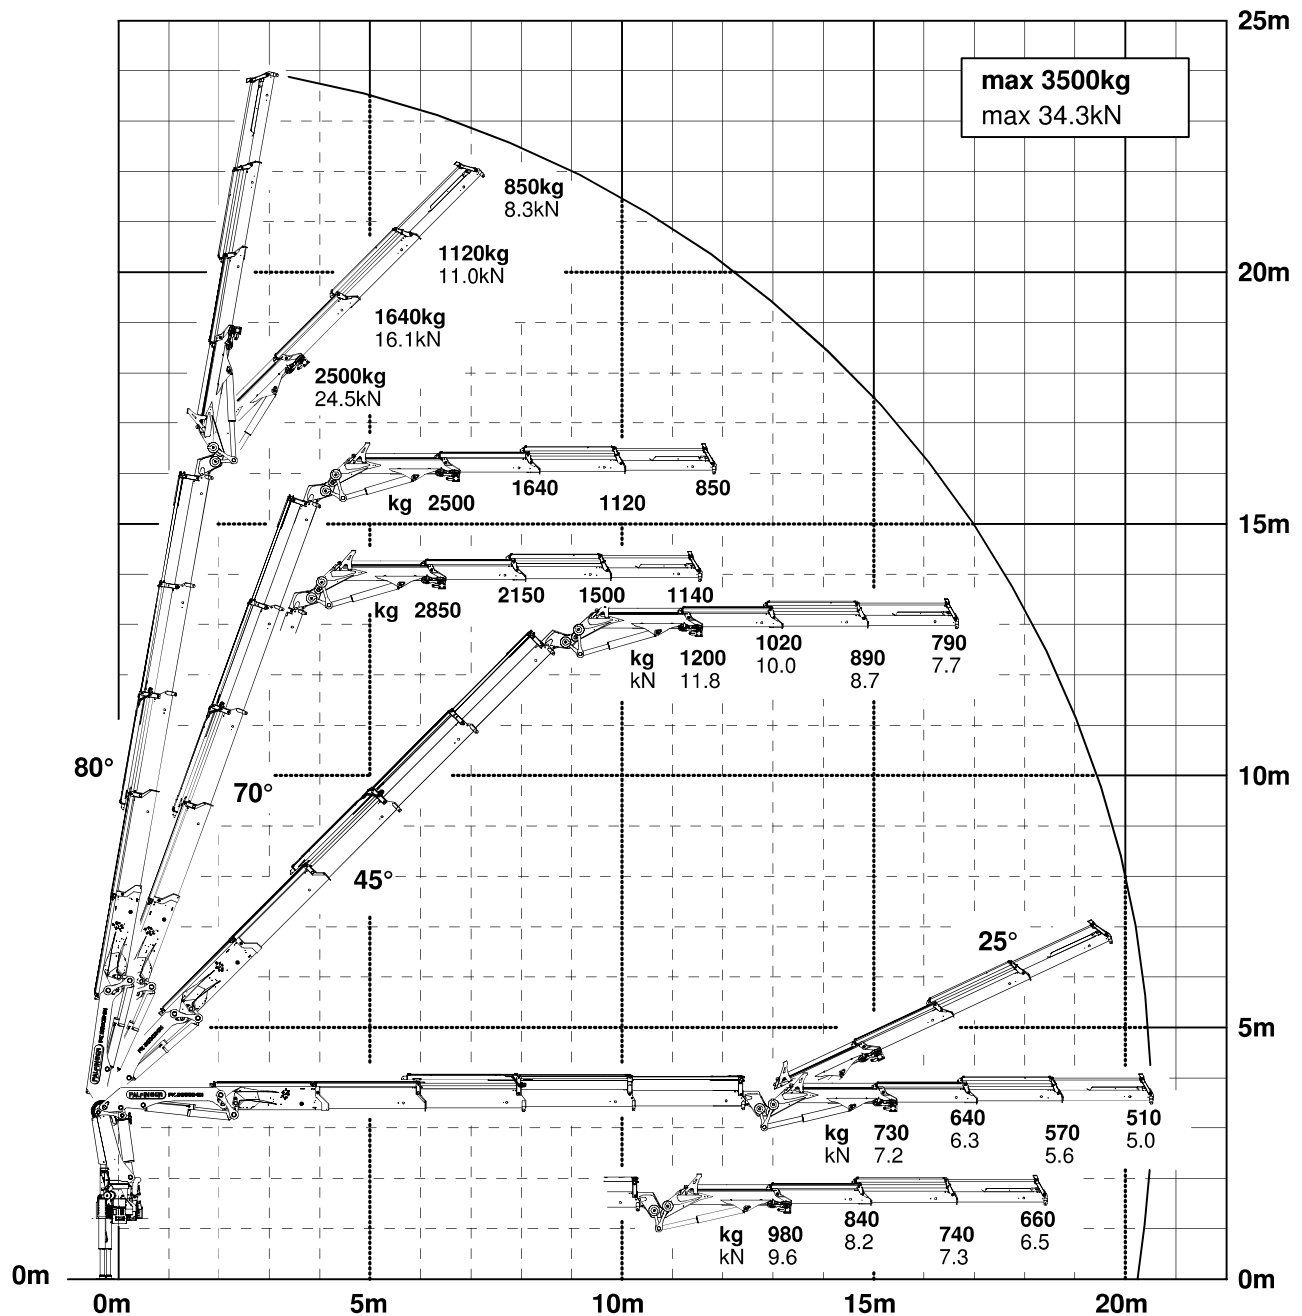 25m
max 3500kg
max 34.3kN
850kg
8.3kN
1120kg
11.0kN
20m
1640kg
16.1kN
2500kg
24.5kN
kg 2500 1640 1120 850
15m
kg 2850 2150 1500 1140
kg 1200 1020 890 790
kN 11.8 10.0 8.7 7.7
80°
70°
10m
45°
25°
5m
PALFINGER
kg 730 640 570 510
kN 7.2 6.3 5.6 5.0
kg 980 840 740 660
kN 9.6 8.2 7.3 6.5
0m 0m
0m 5m 10m 15m 20m